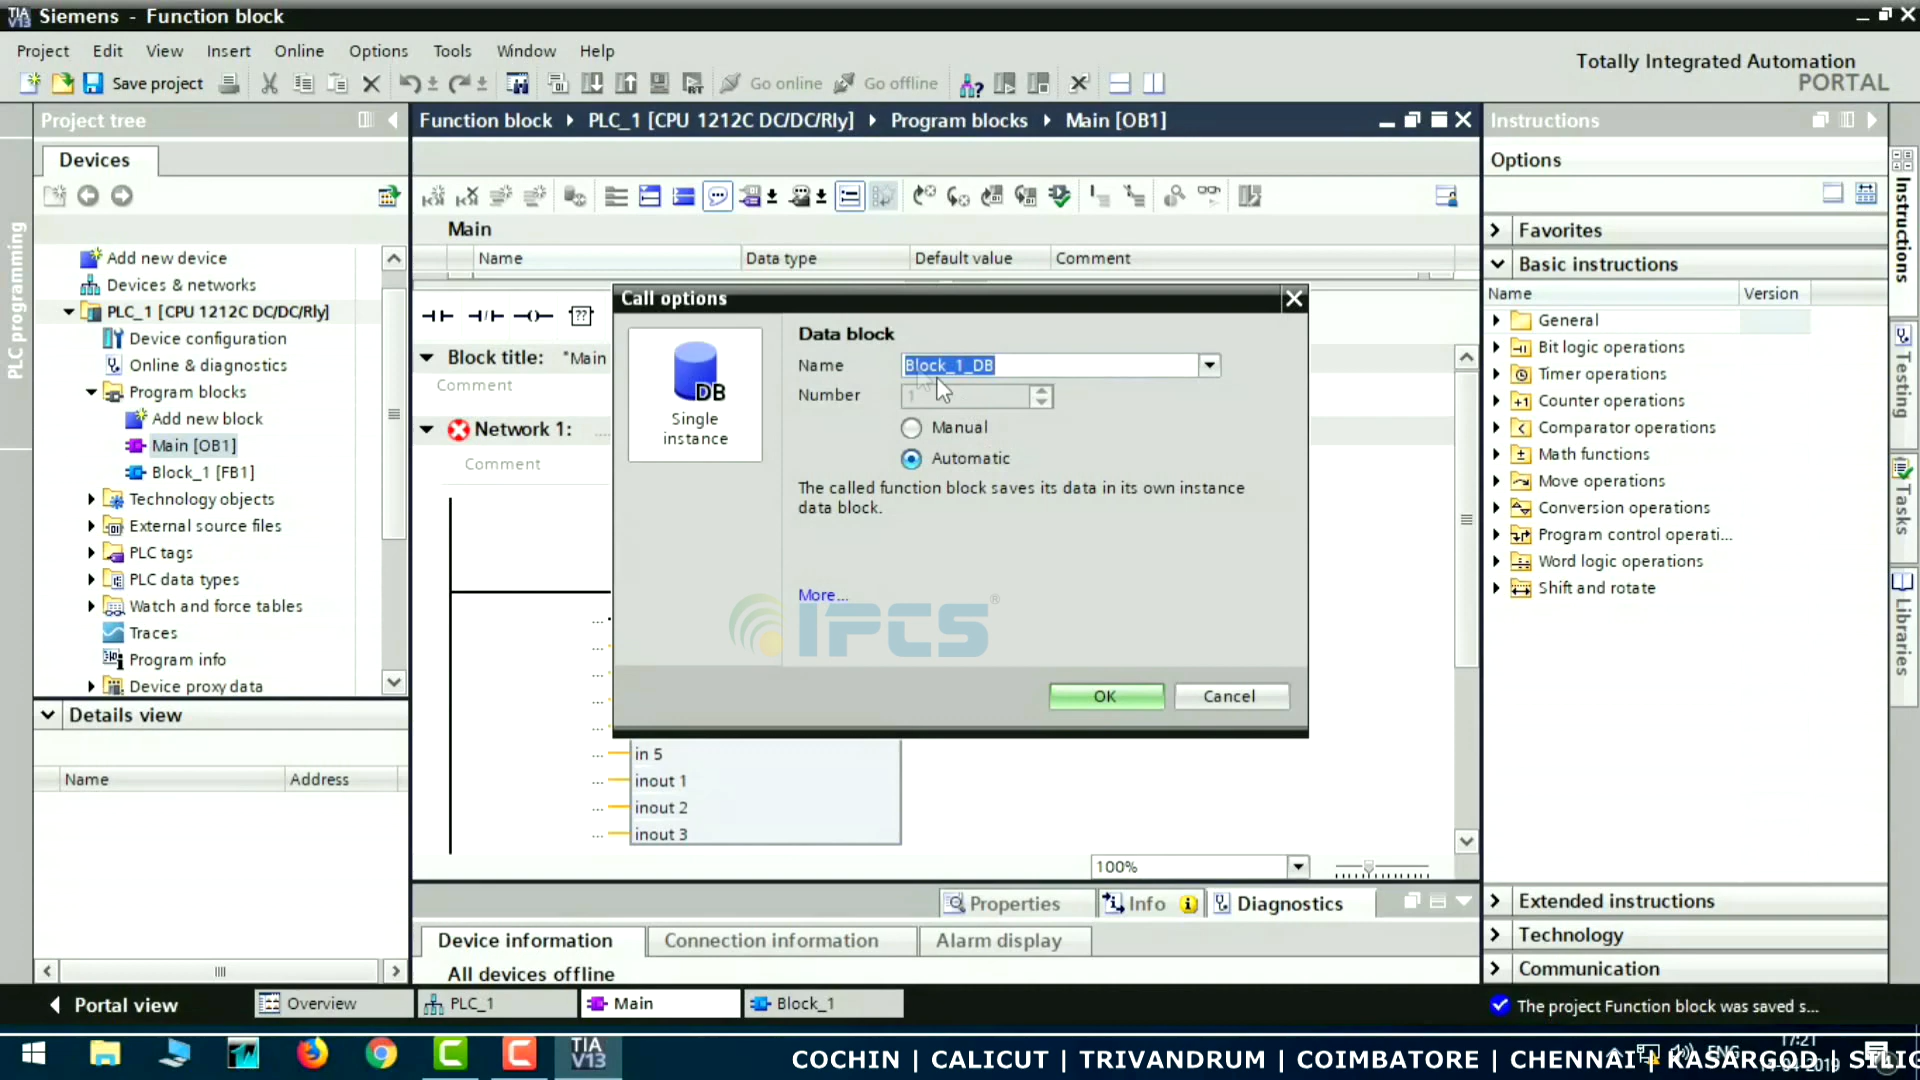 TIA V13 Siemens - Function block
Project Edit View Insert Online Options Tools Window Help
Totally Integrated Automation
PORTAL
Save project Go online Go offline
Project tree
Function block PLC_1 [CPU 1212C DC/DC/Rly] Program blocks Main [OB1]
Instructions
Devices
Options
Main
Name Data type Default value Comment
Favorites
Basic instructions
Name Version
Add new device
Devices & networks
PLC_1 [CPU 1212C DC/DC/Rly]
Device configuration
Online & diagnostics
Program blocks
Add new block
Main [OB1]
Block_1 [FB1]
Technology objects
External source files
PLC tags
PLC data types
Watch and force tables
Traces
Program info
Device proxy data
Details view
Name Address
PLC programming
??
Block title: "Main
Comment
Network 1: .....
Comment
Call options
DB
Single
instance
Data block
Name Block_1_DB
Number 1
Manual
Automatic
The called function block saves its data in its own instance
data block.
More...
IPCS®
OK Cancel
... in 5
... inout 1
... inout 2
... inout 3
100%
General
Bit logic operations
Timer operations
Counter operations
Comparator operations
Math functions
Move operations
Conversion operations
Program control operati...
Word logic operations
Shift and rotate
Extended instructions
Technology
Communication
Instructions
Testing
Tasks
Libraries
Properties Info Diagnostics
Device information Connection information Alarm display
All devices offline
Portal view Overview PLC_1 Main Block_1
The project Function block was saved s...
TIA V13
COCHIN | CALICUT | TRIVANDRUM | COIMBATORE | CHENNAI | KASARGOD | SILIG
17:21
ENG